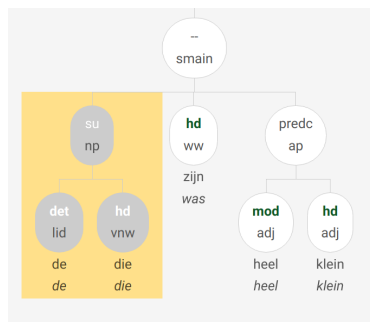 --
smain
su hd predc
np ww ap
zijn
was
det hd mod hd
lid vnw adj adj
de die heel klein
de die heel klein